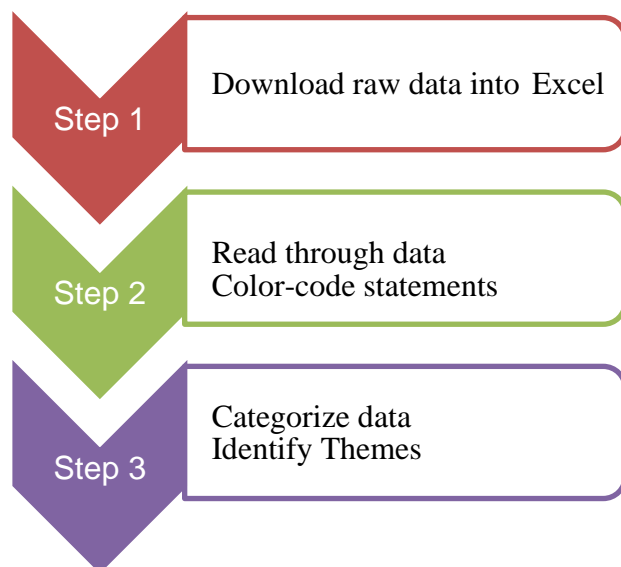 Step 1
Download raw data into Excel
Step 2
Read through data
Color-code statements
Step 3
Categorize data
Identify Themes